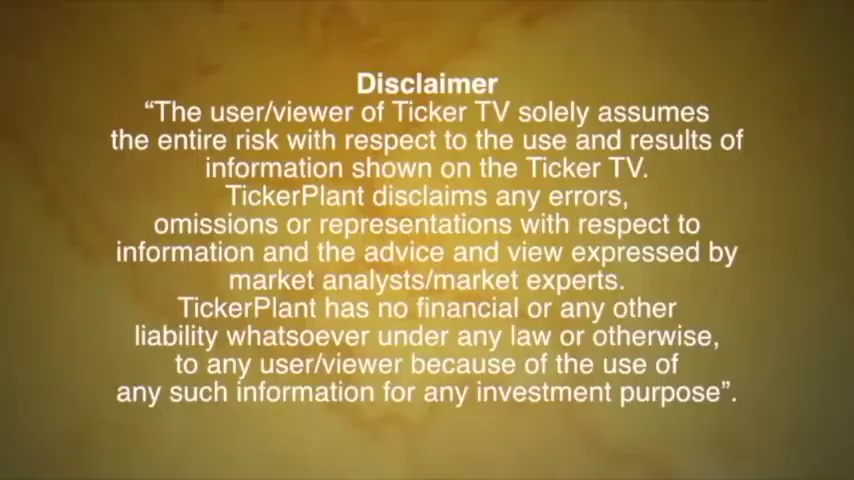 Disclaimer
“The user/viewer of Ticker TV solely assumes
the entire risk with respect to the use and results of
information shown on the Ticker TV.
TickerPlant disclaims any errors,
omissions or representations with respect to
information and the advice and view expressed by
market analysts/market experts.
TickerPlant has no financial or any other
liability whatsoever under any law or otherwise,
to any user/viewer because of the use of
any such information for any investment purpose”.